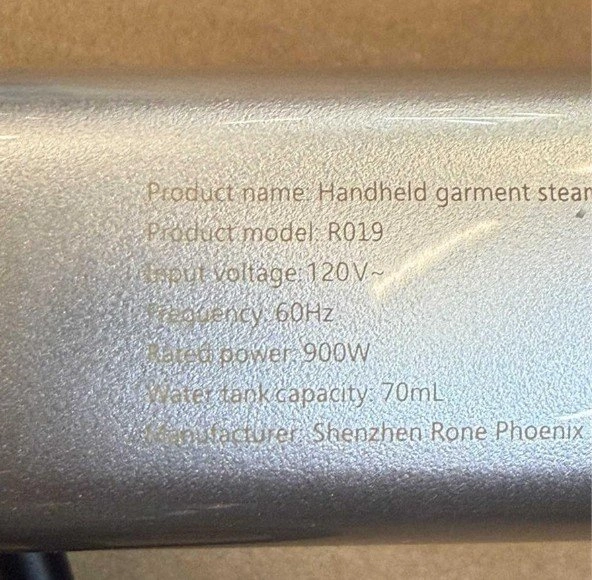 Product name: Handheld garment stear
Product model: R019
Input voltage:120V~
Frequency: 60Hz
Rated power: 900W
Water tank capacity: 70mL
Manufacturer: Shenzhen Rone Phoenix